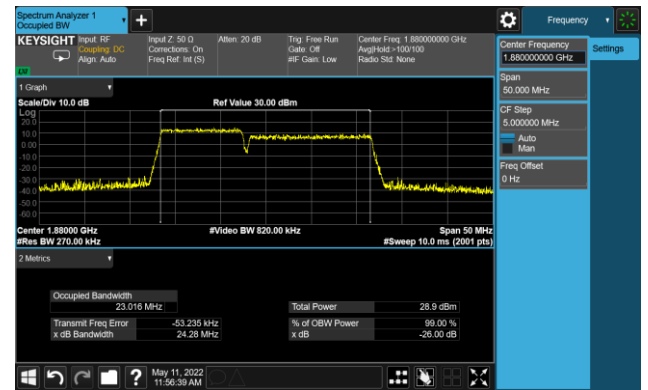 Spectrum Analyzer 1
Occupied BW
Frequency
KEYSIGHT
Input: RF
Coupling: DC
Align: Auto
Input Z: 50 Ω
Corrections: On
Freq Ref: Int (S)
Atten: 20 dB
Trig: Free Run
Gate: Off
#IF Gain: Low
Center Freq: 1.880000000 GHz
Avg|Hold:>100/100
Radio Std: None
Center Frequency
1.880000000 GHz
Settings
Span
50.000 MHz
CF Step
5.000000 MHz
Auto
Man
Freq Offset
0 Hz
1 Graph
Scale/Div 10.0 dB
Ref Value 30.00 dBm
Log
20.0
10.0
0.00
-10.0
-20.0
-30.0
-40.0
-50.0
-60.0
Center 1.88000 GHz
#Video BW 820.00 kHz
Span 50 MHz
#Res BW 270.00 kHz
#Sweep 10.0 ms (2001 pts)
2 Metrics
Occupied Bandwidth
23.016 MHz
Total Power 28.9 dBm
Transmit Freq Error -53.235 kHz
% of OBW Power 99.00 %
x dB Bandwidth 24.28 MHz
x dB -26.00 dB
May 11, 2022
11:56:39 AM